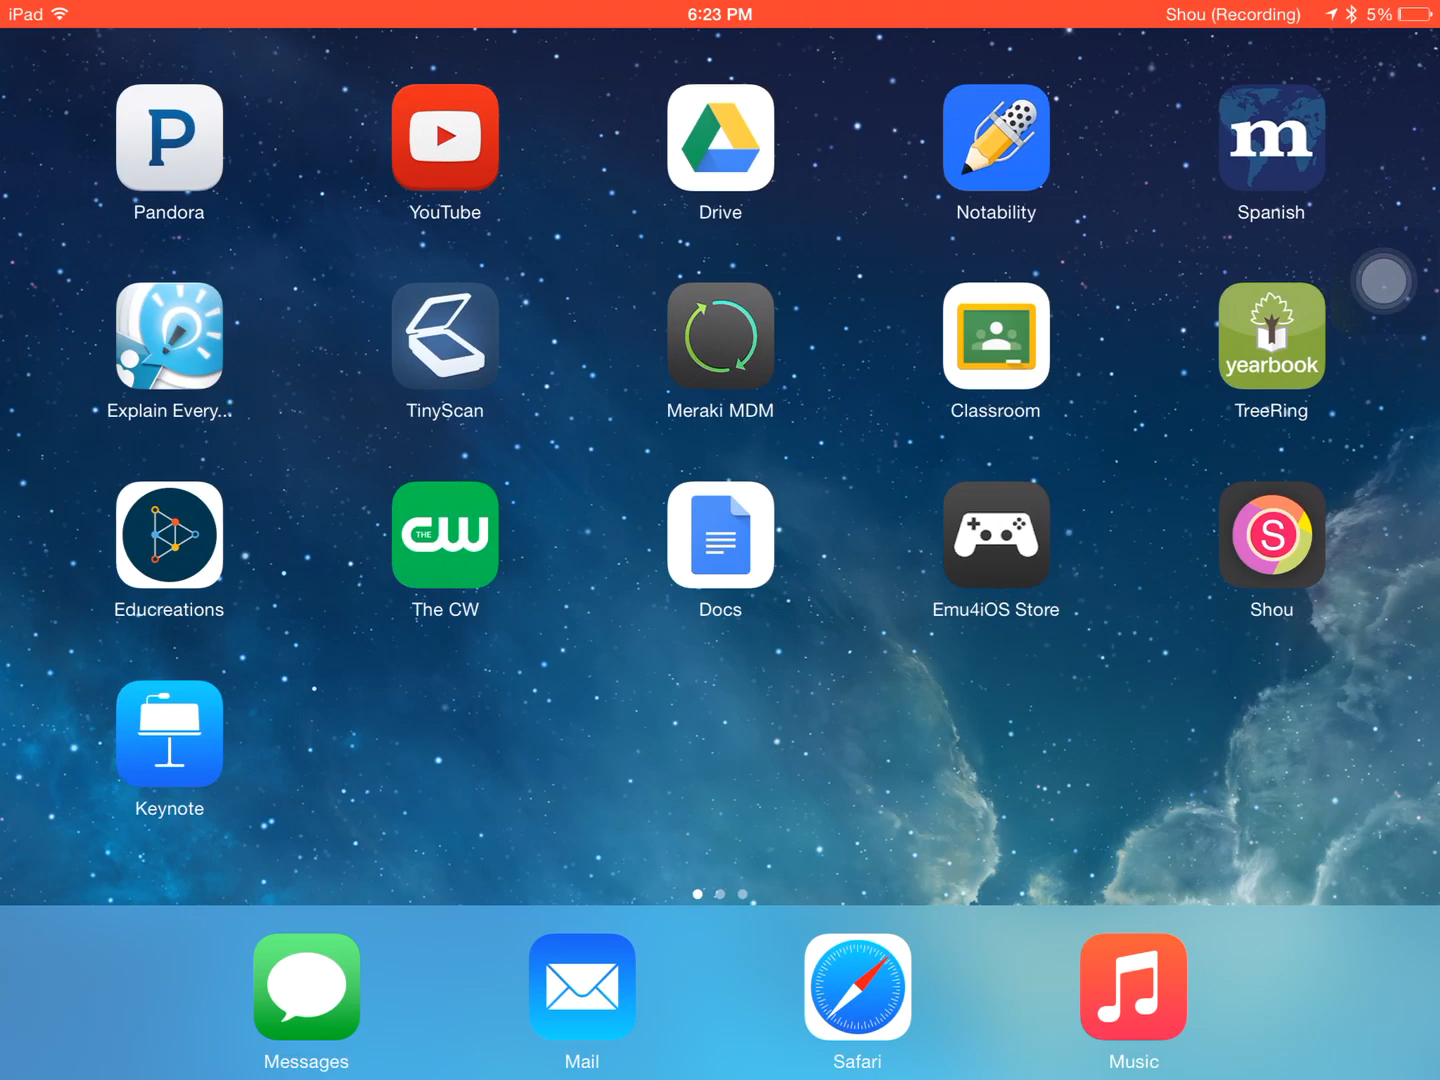 iPad 6:23 PM Shou (Recording) 5%
P
m
Pandora YouTube Drive Notability Spanish
yearbook
Explain Every... TinyScan Meraki MDM Classroom TreeRing
THE CW
S
Educreations The CW Docs Emu4iOS Store Shou
Keynote
Messages Mail Safari Music